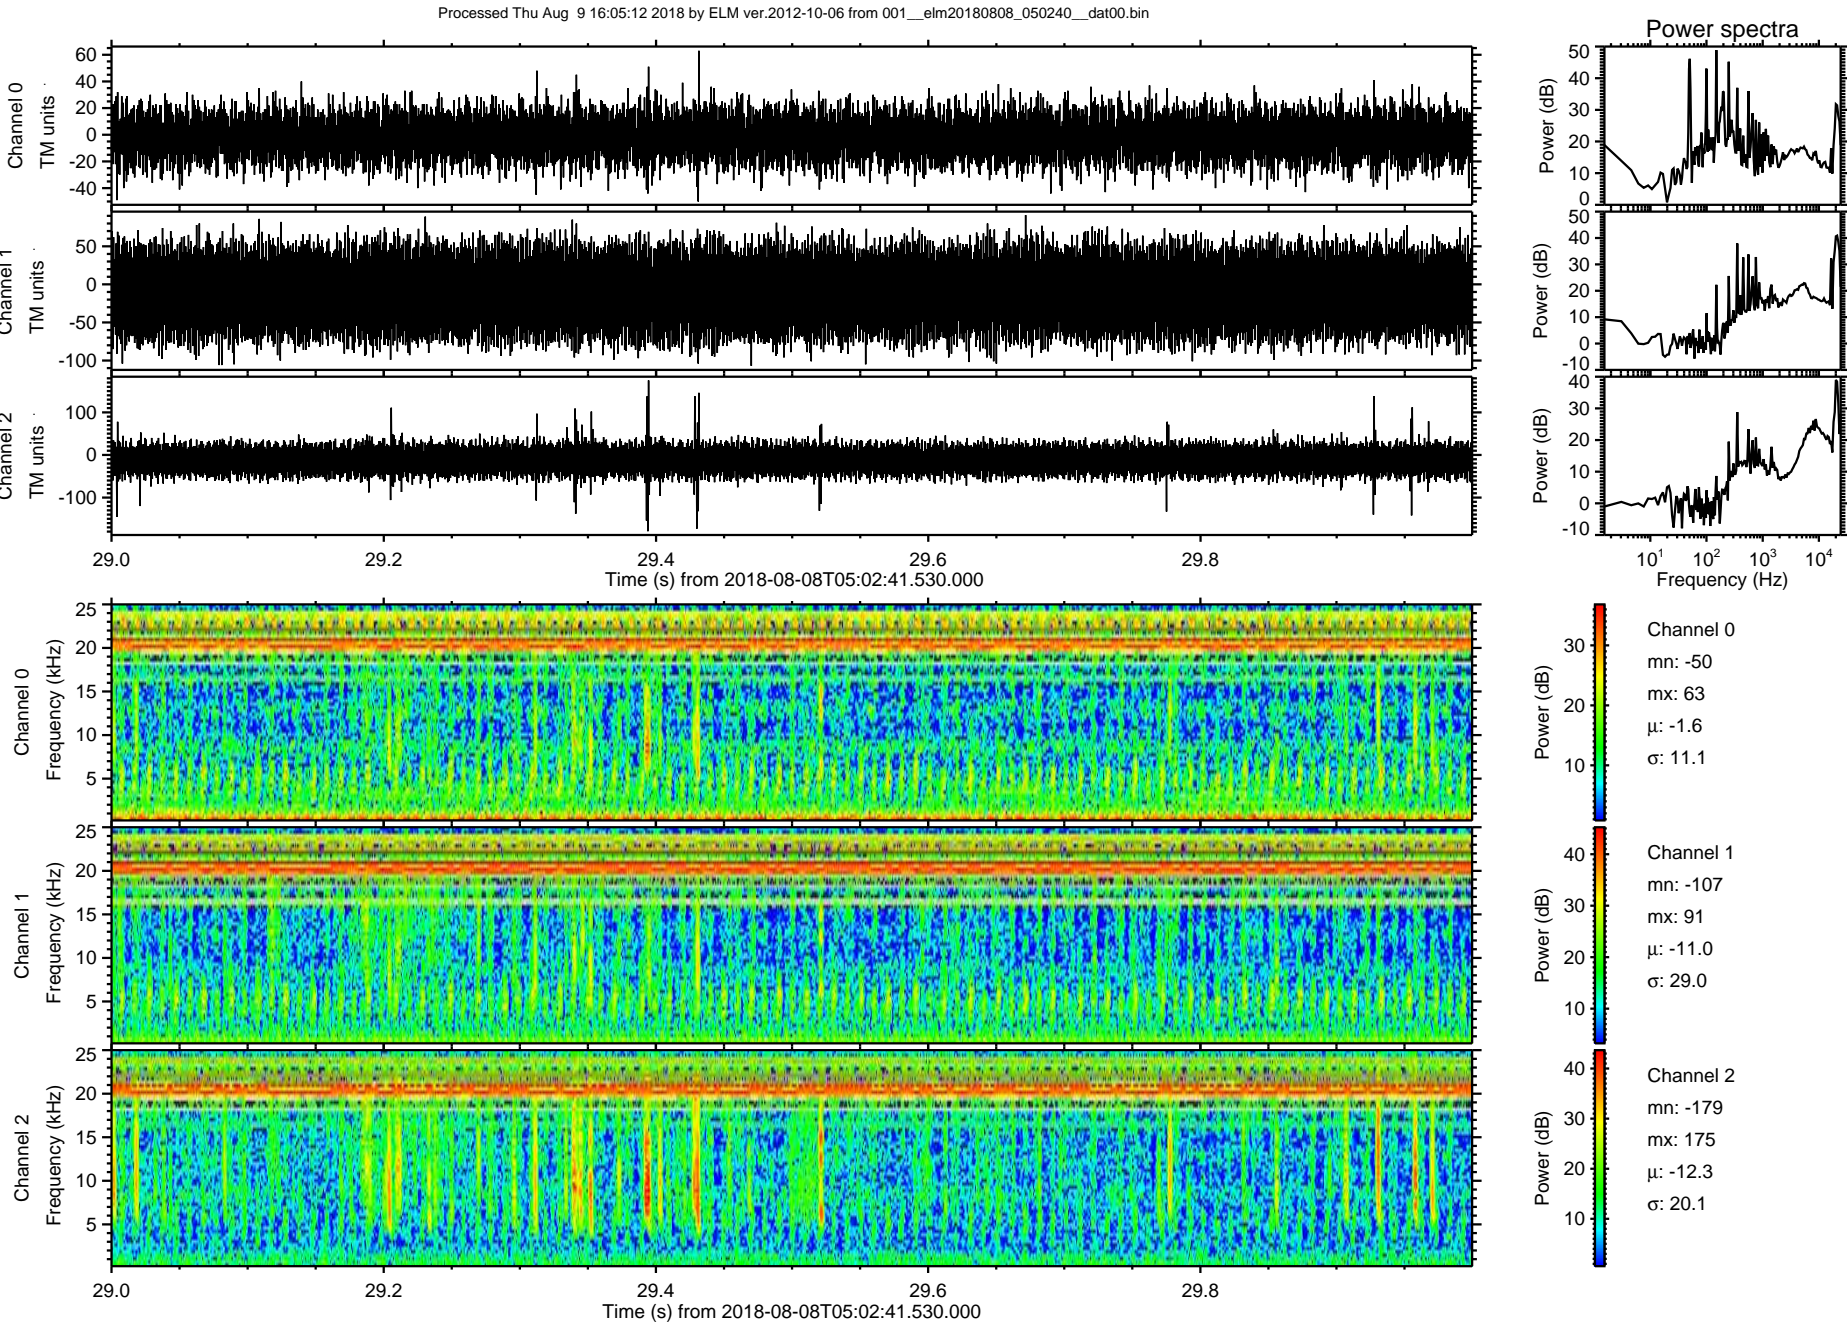 Processed Thu Aug  9 16:05:12 2018 by ELM ver.2012-10-06 from 001__elm20180808_050240__dat00.bin
Power spectra
Channel 0
TM units
60
40
20
0
-20
-40
Power (dB)
50
40
30
20
10
0
Channel 1
TM units
50
0
-50
-100
Power (dB)
50
40
30
20
10
0
-10
Channel 2
TM units
100
0
-100
Power (dB)
40
30
20
10
0
-10
29.0 29.2 29.4 29.6 29.8
Time (s) from 2018-08-08T05:02:41.530.000
10^1 10^2 10^3 10^4
Frequency (Hz)
Channel 0
Frequency (kHz)
25
20
15
10
5
Power (dB)
30
20
10
Channel 0
mn: -50
mx: 63
μ: -1.6
σ: 11.1
Channel 1
Frequency (kHz)
25
20
15
10
5
Power (dB)
40
30
20
10
Channel 1
mn: -107
mx: 91
μ: -11.0
σ: 29.0
Channel 2
Frequency (kHz)
25
20
15
10
5
Power (dB)
40
30
20
10
Channel 2
mn: -179
mx: 175
μ: -12.3
σ: 20.1
29.0 29.2 29.4 29.6 29.8
Time (s) from 2018-08-08T05:02:41.530.000